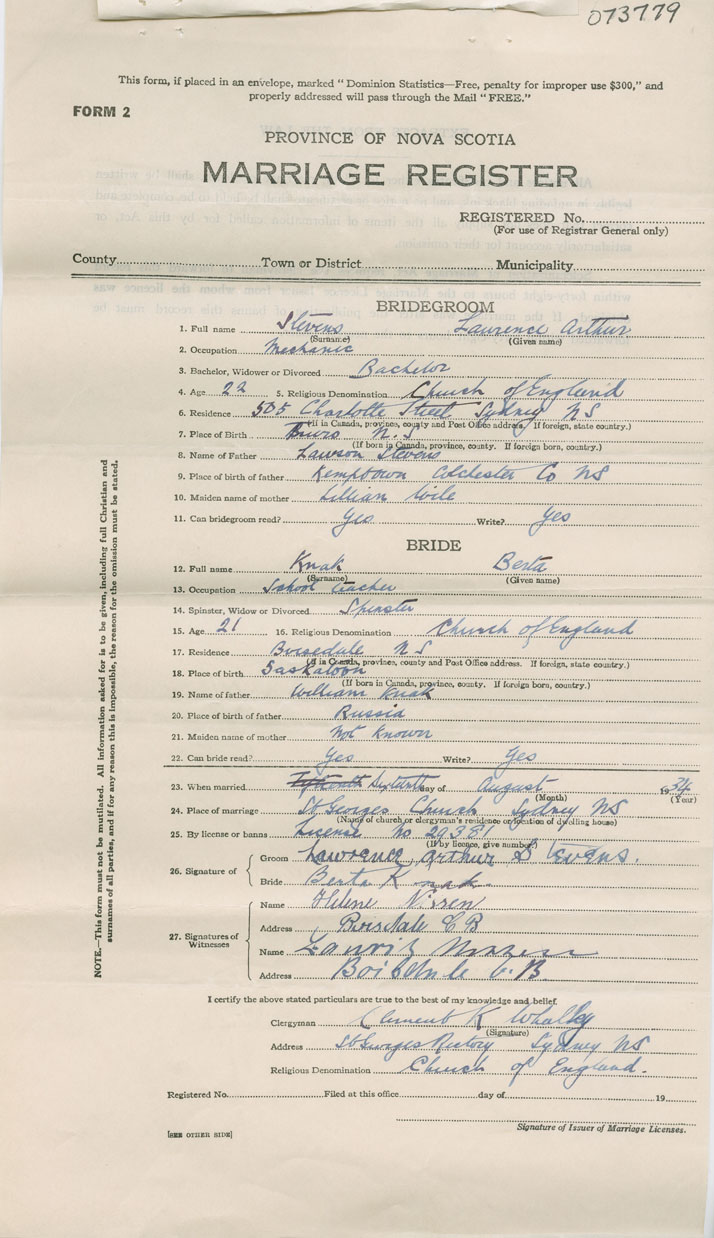 073779
This form, if placed in an envelope, marked "Dominion Statistics—Free, penalty for improper use $300," and
properly addressed will pass through the Mail "FREE."
FORM 2
PROVINCE OF NOVA SCOTIA
MARRIAGE REGISTER
REGISTERED No.
(For use of Registrar General only)
County Town or District Municipality
BRIDEGROOM
1. Full name Stevens Laurence Arthur
(Surname) (Given name)
2. Occupation Mechanic
3. Bachelor, Widower or Divorced Bachelor
4. Age 22 5. Religious Denomination Church of England
6. Residence 505 Charlotte Street Sydney NS
(If in Canada, province, county and Post Office address. If foreign, state country.)
7. Place of Birth Truro N.S
(If born in Canada, province, county. If foreign born, country.)
8. Name of Father Lawson Stevens
9. Place of birth of father Kemptown Colchester Co NS
10. Maiden name of mother Lillian Wile
11. Can bridegroom read? Yes Write? Yes
BRIDE
12. Full name Knak Berta
(Surname) (Given name)
13. Occupation School teacher
14. Spinster, Widow or Divorced Spinster
15. Age 21 16. Religious Denomination Church of England
17. Residence Boisdale NS
(If in Canada, province, county and Post Office address. If foreign, state country.)
18. Place of birth Saskatoon
(If born in Canada, province, county. If foreign born, country.)
19. Name of father William Knak
20. Place of birth of father Russia
21. Maiden name of mother Not Known
22. Can bride read? Yes Write? Yes
23. When married Sixteenth day of August 1934
(Month) (Year)
24. Place of marriage St Georges Church Sydney NS
(Name of church or clergyman's residence or location of dwelling house)
25. By license or banns License No 29381
(If by licence, give number)
26. Signature of Groom Lawrence Arthur Stevens.
Bride Berta Knak
27. Signatures of Witnesses Name Helene Nissen
Address Boisdale C B
Name
Address Boisdale C.B
I certify the above stated particulars are true to the best of my knowledge and belief.
Clergyman Clement K Whalley
(Signature)
Address St Georges Rectory Sydney NS
Religious Denomination Church of England.
Registered No. Filed at this office day of 19
Signature of Issuer of Marriage Licenses.
[SEE OTHER SIDE]
NOTE.—This form must not be mutilated. All information asked for is to be given, including full Christian and
surnames of all parties, and if for any reason this is impossible, the reason for the omission must be stated.